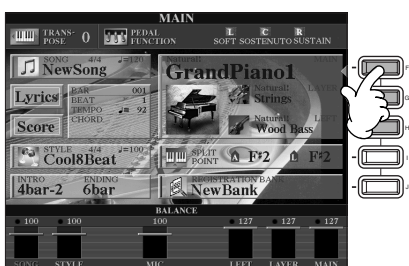 MAIN
TRANS-
POSE 0
PEDAL
FUNCTION
L C R
SOFT SOSTENUTO SUSTAIN
SONG 4/4 ♩=120
NewSong
Natural! MAIN
GrandPiano1
Lyrics
Score
BAR 001
BEAT 1
TEMPO ♩= 92
CHORD
Natural! LAYER
Strings
Natural! LEFT
Wood Bass
STYLE 4/4 ♩=100
Cool8Beat
SPLIT
POINT A F#2 L F#2
INTRO ENDING
4bar-2 6bar
REGISTRATION BANK
NewBank
BALANCE
100 100 100 127 127 127
SONG STYLE MIC LEFT LAYER MAIN
F
G
H
I
J